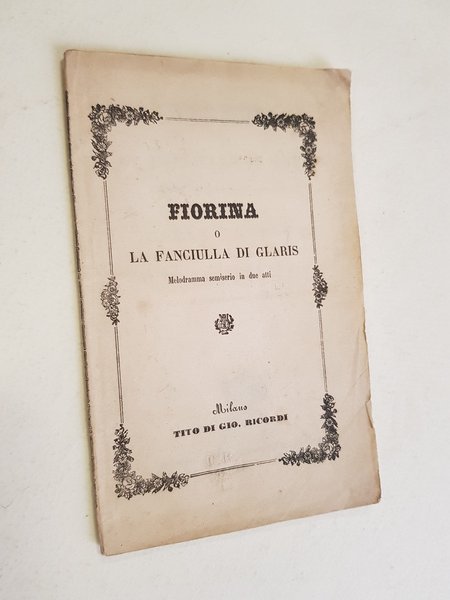 FIORINA
O
LA FANCIULLA DI GLARIS
Melodramma semiserio in due atti
Milano
TITO DI GIO. RICORDI